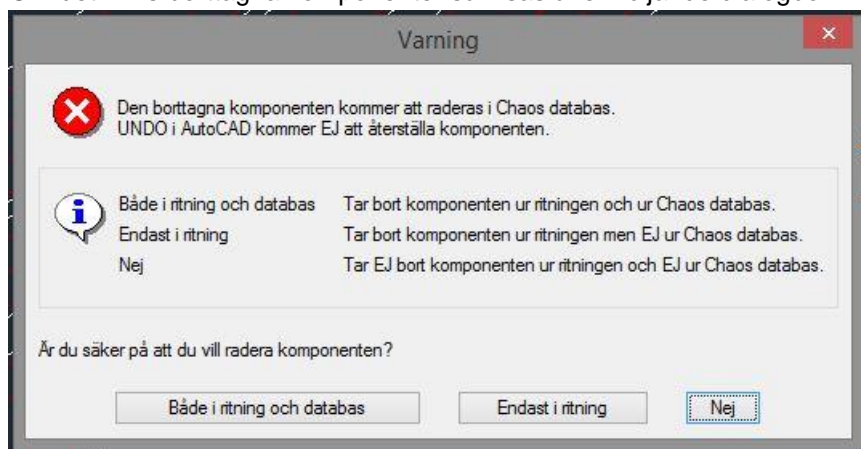 Varning
Den borttagna komponenten kommer att raderas i Chaos databas.
UNDO i AutoCAD kommer EJ att återställa komponenten.
Både i ritning och databas Tar bort komponenten ur ritningen och ur Chaos databas.
Endast i ritning Tar bort komponenten ur ritningen men EJ ur Chaos databas.
Nej Tar EJ bort komponenten ur ritningen och EJ ur Chaos databas.
Är du säker på att du vill radera komponenten?
Både i ritning och databas Endast i ritning Nej